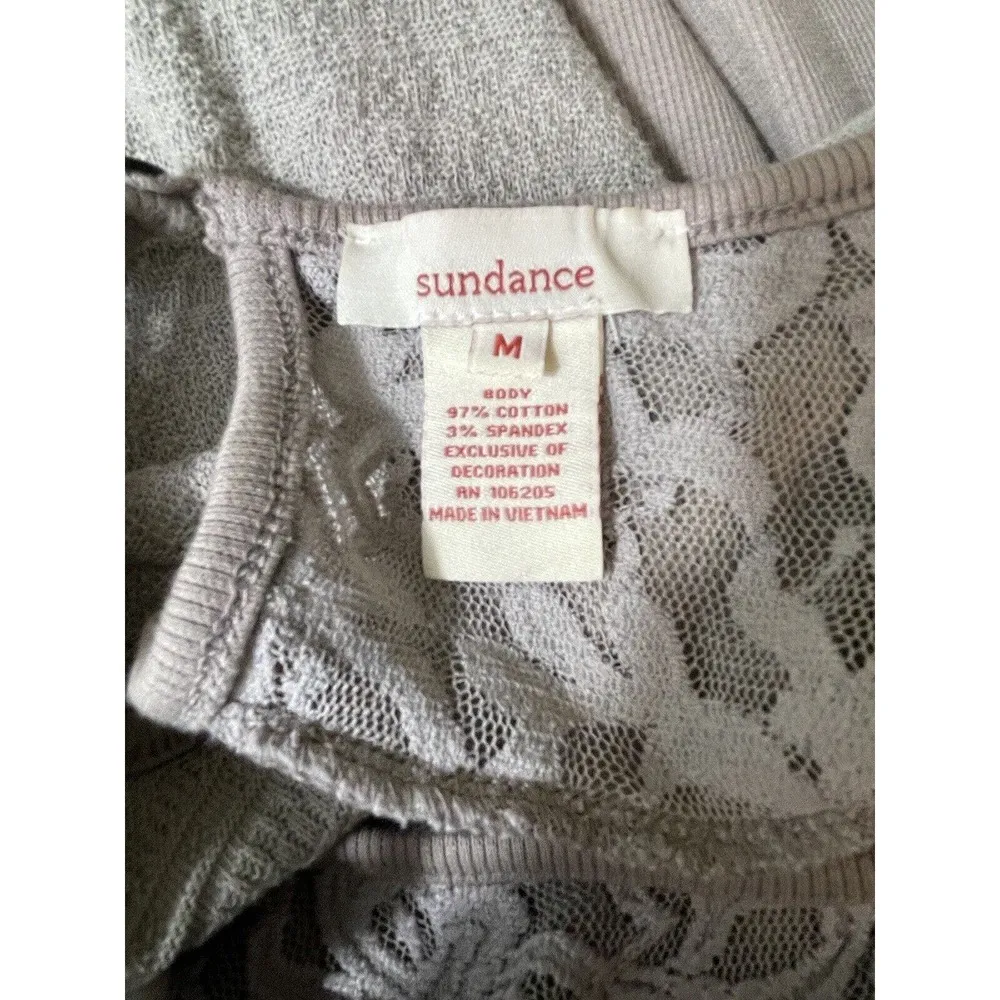 sundance
M
BODY
97% COTTON
3% SPANDEX
EXCLUSIVE OF
DECORATION
RN 106205
MADE IN VIETNAM